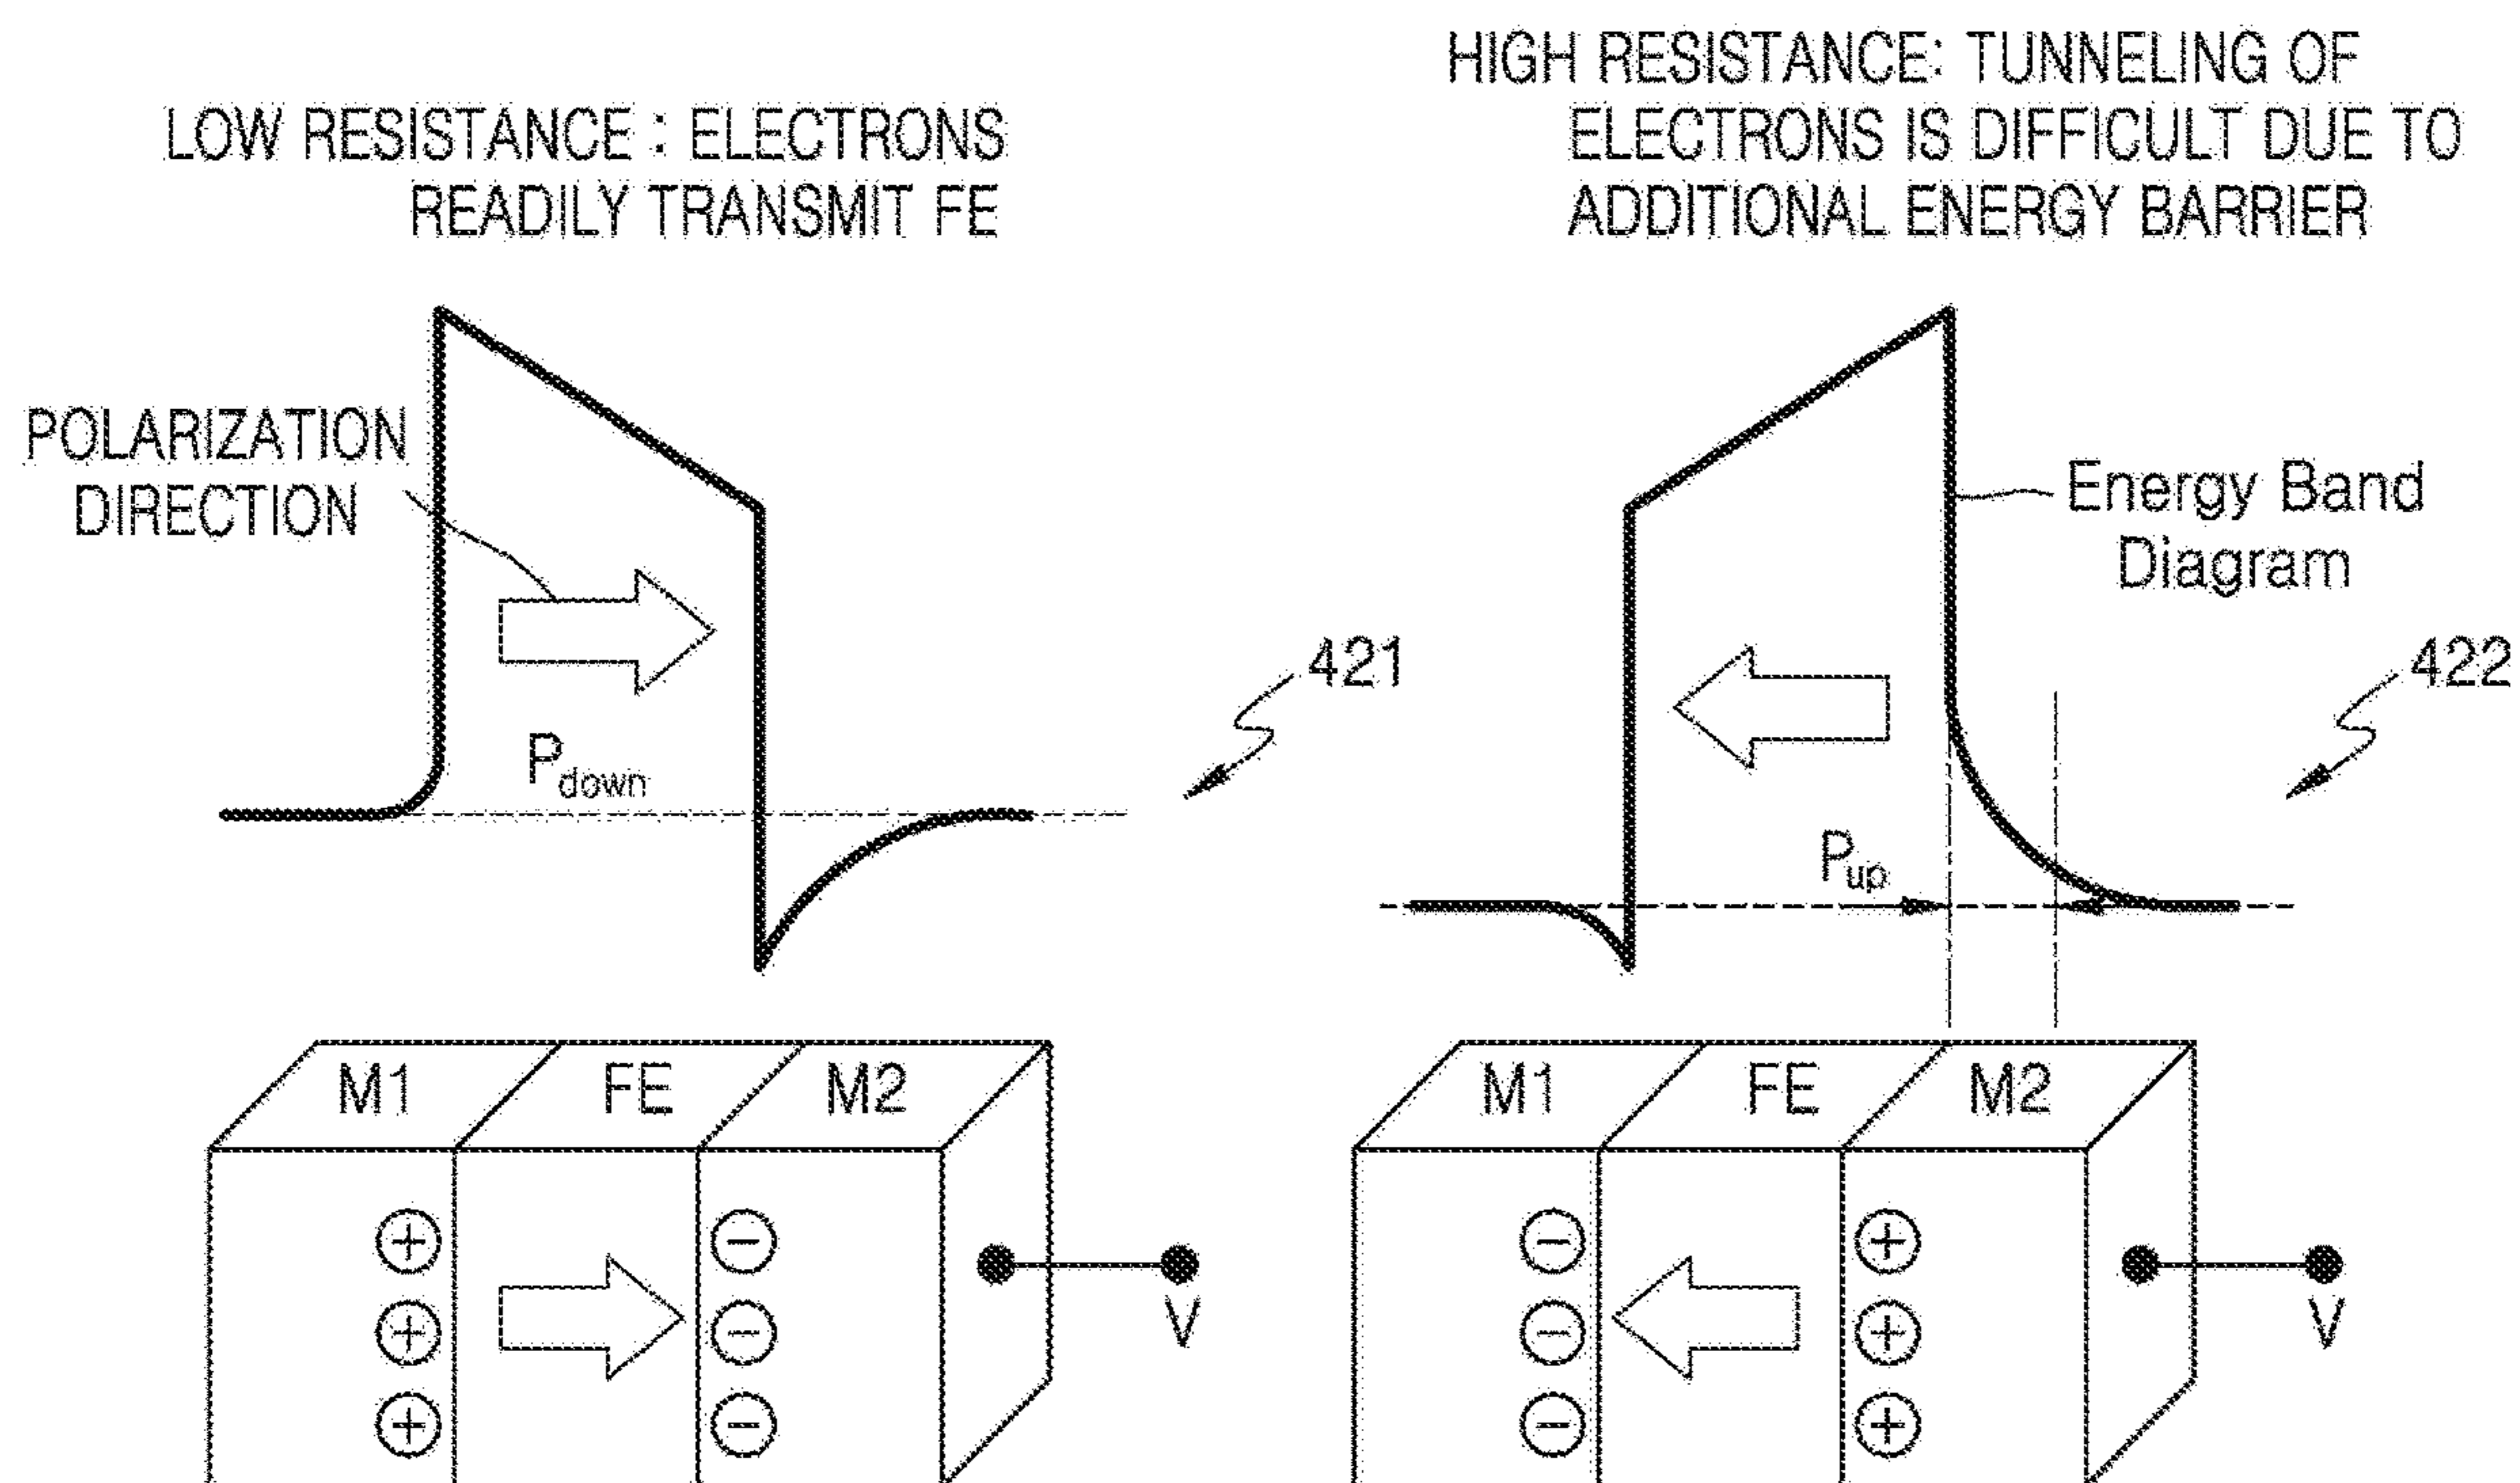 LOW RESISTANCE : ELECTRONS
READILY TRANSMIT FE
HIGH RESISTANCE: TUNNELING OF
ELECTRONS IS DIFFICULT DUE TO
ADDITIONAL ENERGY BARRIER
POLARIZATION
DIRECTION
Pdown
421
Energy Band
Diagram
Pup
422
M1 FE M2
+ −
+ −
+ −
V
M1 FE M2
− +
− +
− +
V